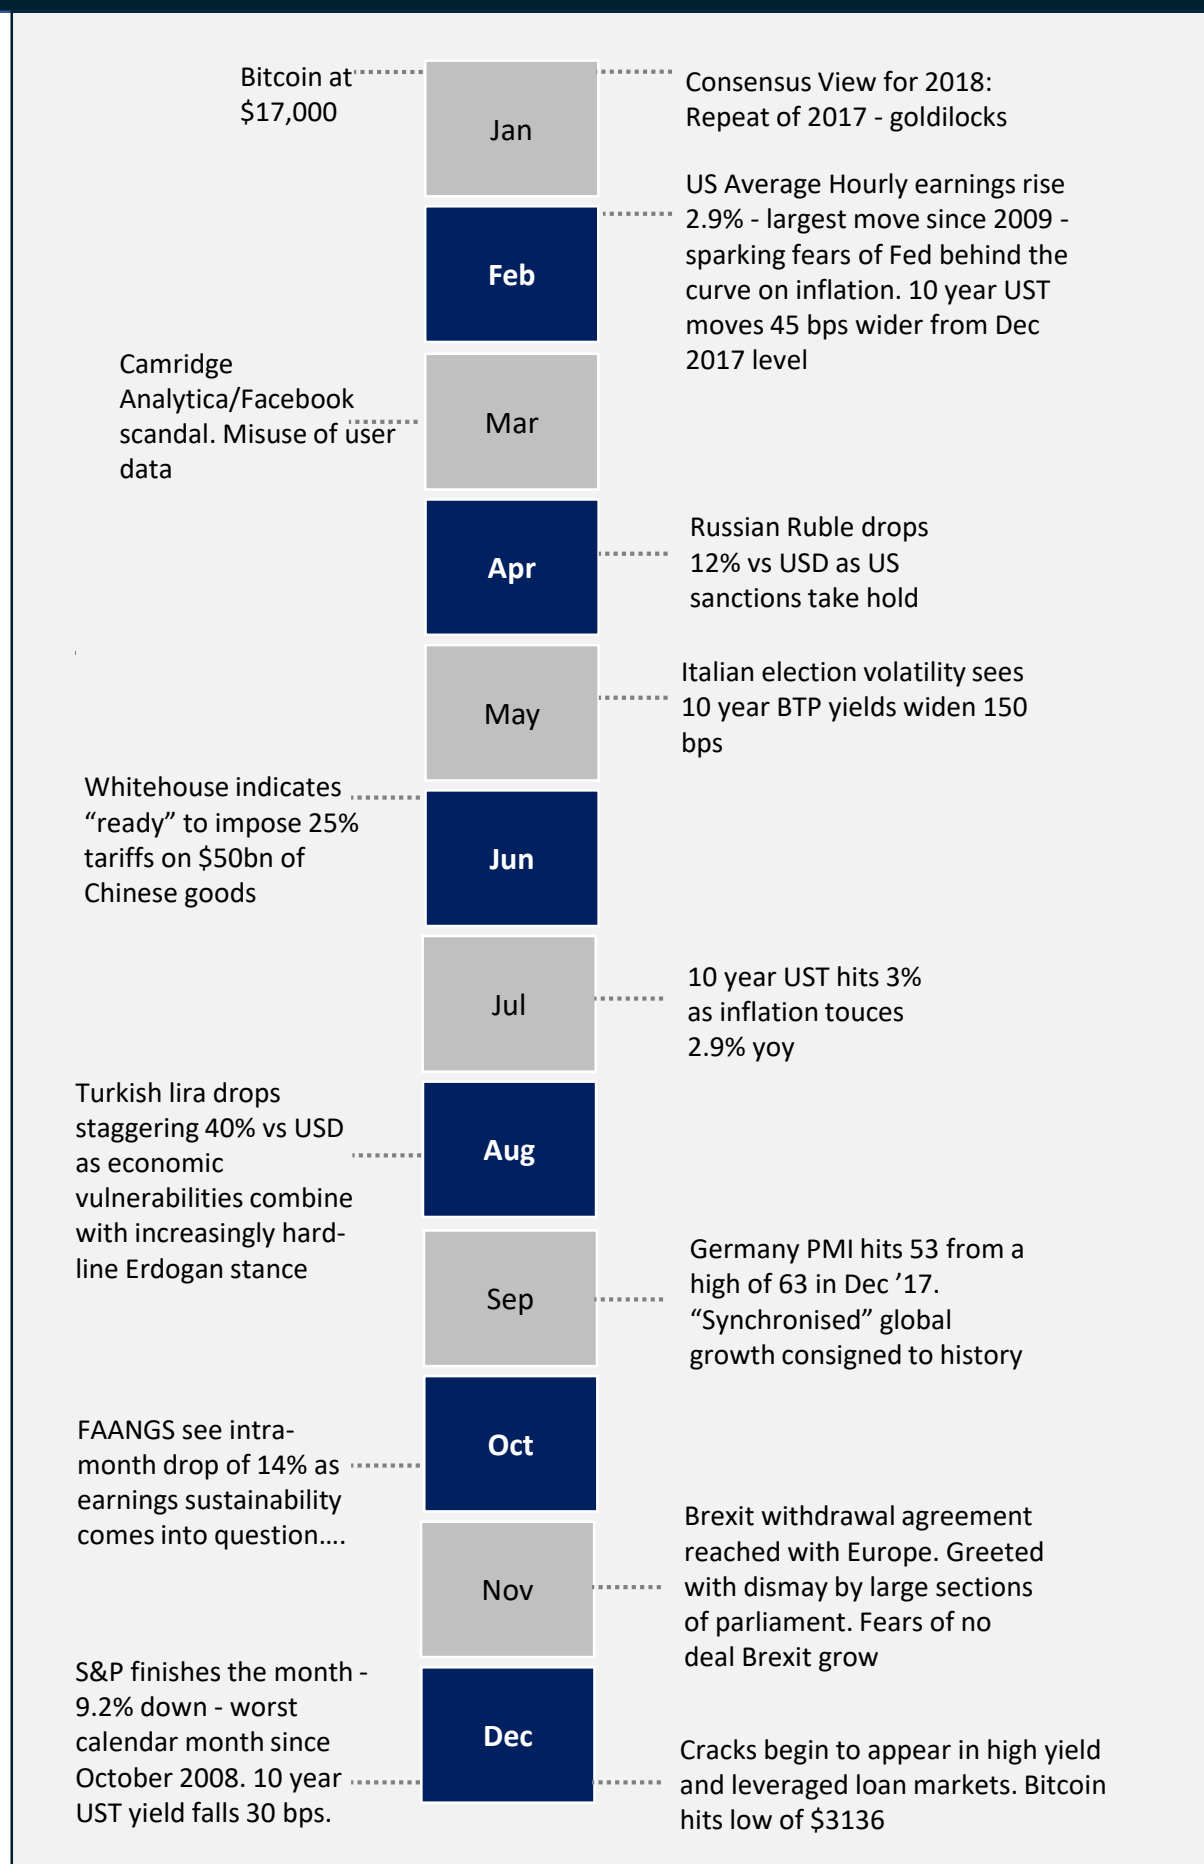 Bitcoin at
$17,000
Jan
Consensus View for 2018:
Repeat of 2017 - goldilocks
Feb
US Average Hourly earnings rise
2.9% - largest move since 2009 -
sparking fears of Fed behind the
curve on inflation. 10 year UST
moves 45 bps wider from Dec
2017 level
Camridge
Analytica/Facebook
scandal. Misuse of user
data
Mar
Apr
Russian Ruble drops
12% vs USD as US
sanctions take hold
May
Italian election volatility sees
10 year BTP yields widen 150
bps
Whitehouse indicates
“ready” to impose 25%
tariffs on $50bn of
Chinese goods
Jun
Jul
10 year UST hits 3%
as inflation touces
2.9% yoy
Turkish lira drops
staggering 40% vs USD
as economic
vulnerabilities combine
with increasingly hard-
line Erdogan stance
Aug
Sep
Germany PMI hits 53 from a
high of 63 in Dec ’17.
“Synchronised” global
growth consigned to history
FAANGS see intra-
month drop of 14% as
earnings sustainability
comes into question….
Oct
Nov
Brexit withdrawal agreement
reached with Europe. Greeted
with dismay by large sections
of parliament. Fears of no
deal Brexit grow
S&P finishes the month -
9.2% down - worst
calendar month since
October 2008. 10 year
UST yield falls 30 bps.
Dec
Cracks begin to appear in high yield
and leveraged loan markets. Bitcoin
hits low of $3136